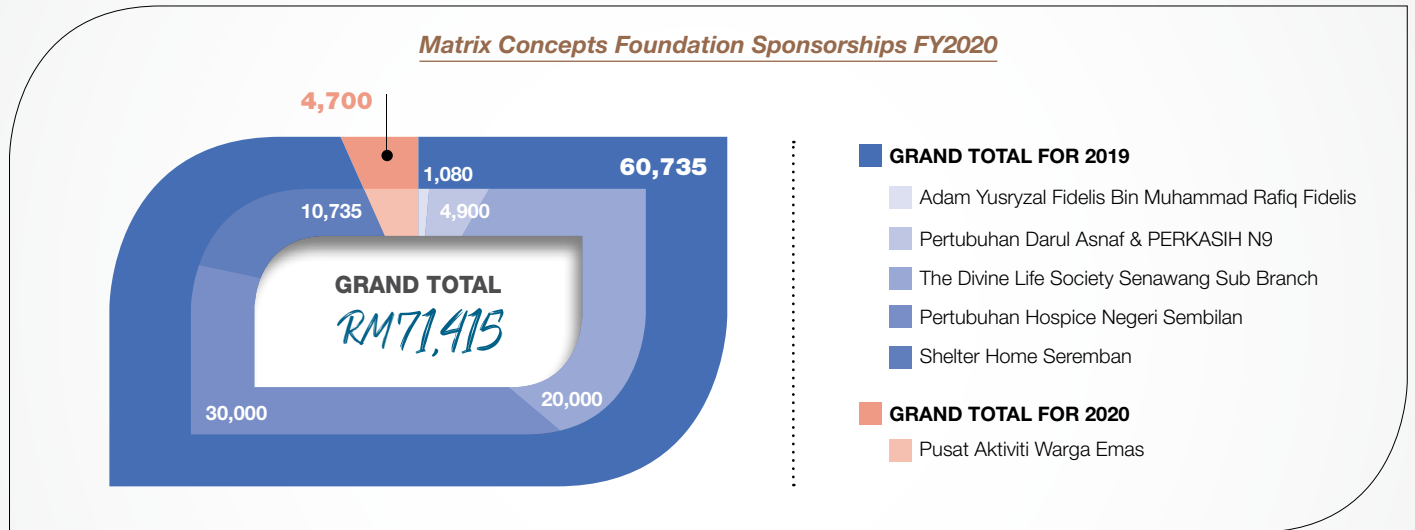 Matrix Concepts Foundation Sponsorships FY2020
4,700
1,080
60,735
10,735
4,900
GRAND TOTAL
RM71,415
30,000
20,000
GRAND TOTAL FOR 2019
Adam Yusryzal Fidelis Bin Muhammad Rafiq Fidelis
Pertubuhan Darul Asnaf & PERKASIH N9
The Divine Life Society Senawang Sub Branch
Pertubuhan Hospice Negeri Sembilan
Shelter Home Seremban
GRAND TOTAL FOR 2020
Pusat Aktiviti Warga Emas